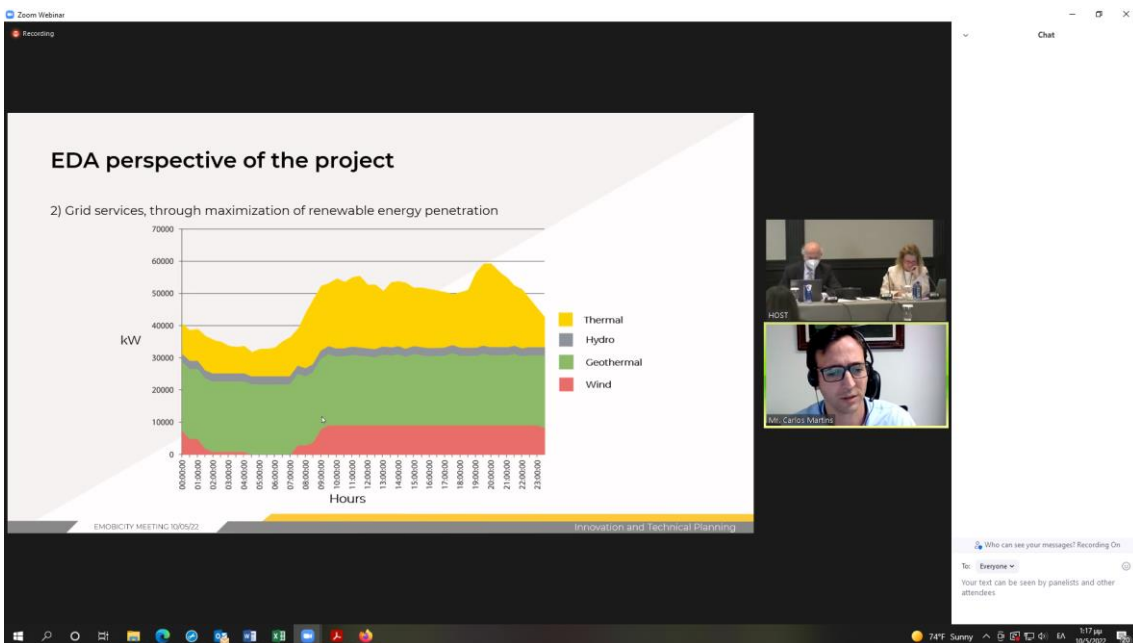 Zoom Webinar
Recording
Chat
EDA perspective of the project
2) Grid services, through maximization of renewable energy penetration
70000
60000
50000
40000
30000
20000
10000
0
kW
00:00:00
01:00:00
02:00:00
03:00:00
04:00:00
05:00:00
06:00:00
07:00:00
08:00:00
09:00:00
10:00:00
11:00:00
12:00:00
13:00:00
14:00:00
15:00:00
16:00:00
17:00:00
18:00:00
19:00:00
20:00:00
21:00:00
22:00:00
23:00:00
Hours
Thermal
Hydro
Geothermal
Wind
EMOBICITY MEETING 10/05/22
Innovation and Technical Planning
HOST
Mr. Carlos Martins
Who can see your messages? Recording On
To: Everyone
Your text can be seen by panelists and other
attendees
74°F Sunny
ΕΛ
1:17 μμ
10/5/2022